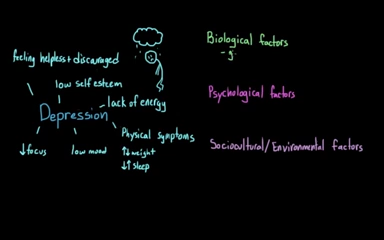 feeling helpless + discouraged
low self esteem
lack of energy
Depression
Physical symptoms
↑↓ weight
↓↑ sleep
↓ focus
low mood
Biological factors
Psychological factors
Sociocultural/Environmental factors